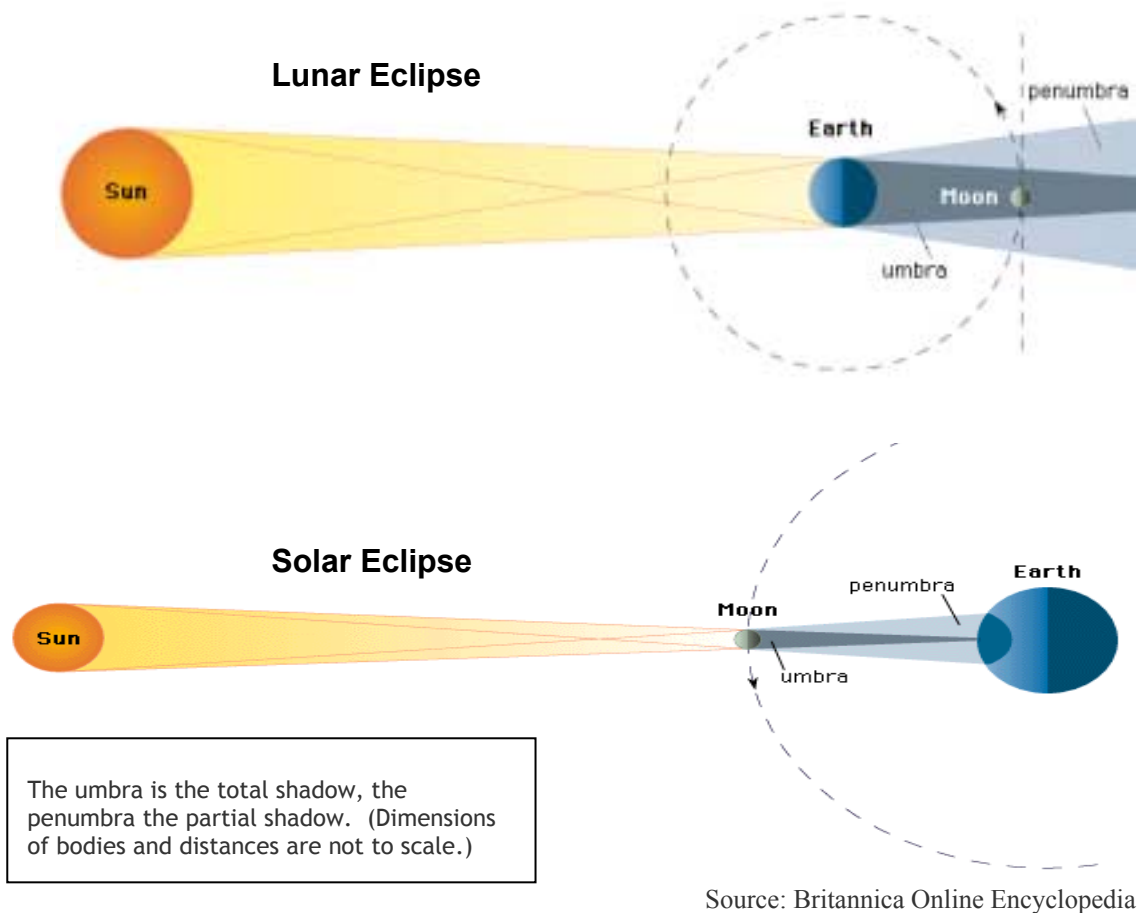 Lunar Eclipse
penumbra
Earth
Sun
Moon
umbra
Solar Eclipse
Earth
penumbra
Moon
Sun
umbra
The umbra is the total shadow, the
penumbra the partial shadow. (Dimensions
of bodies and distances are not to scale.)
Source: Britannica Online Encyclopedia